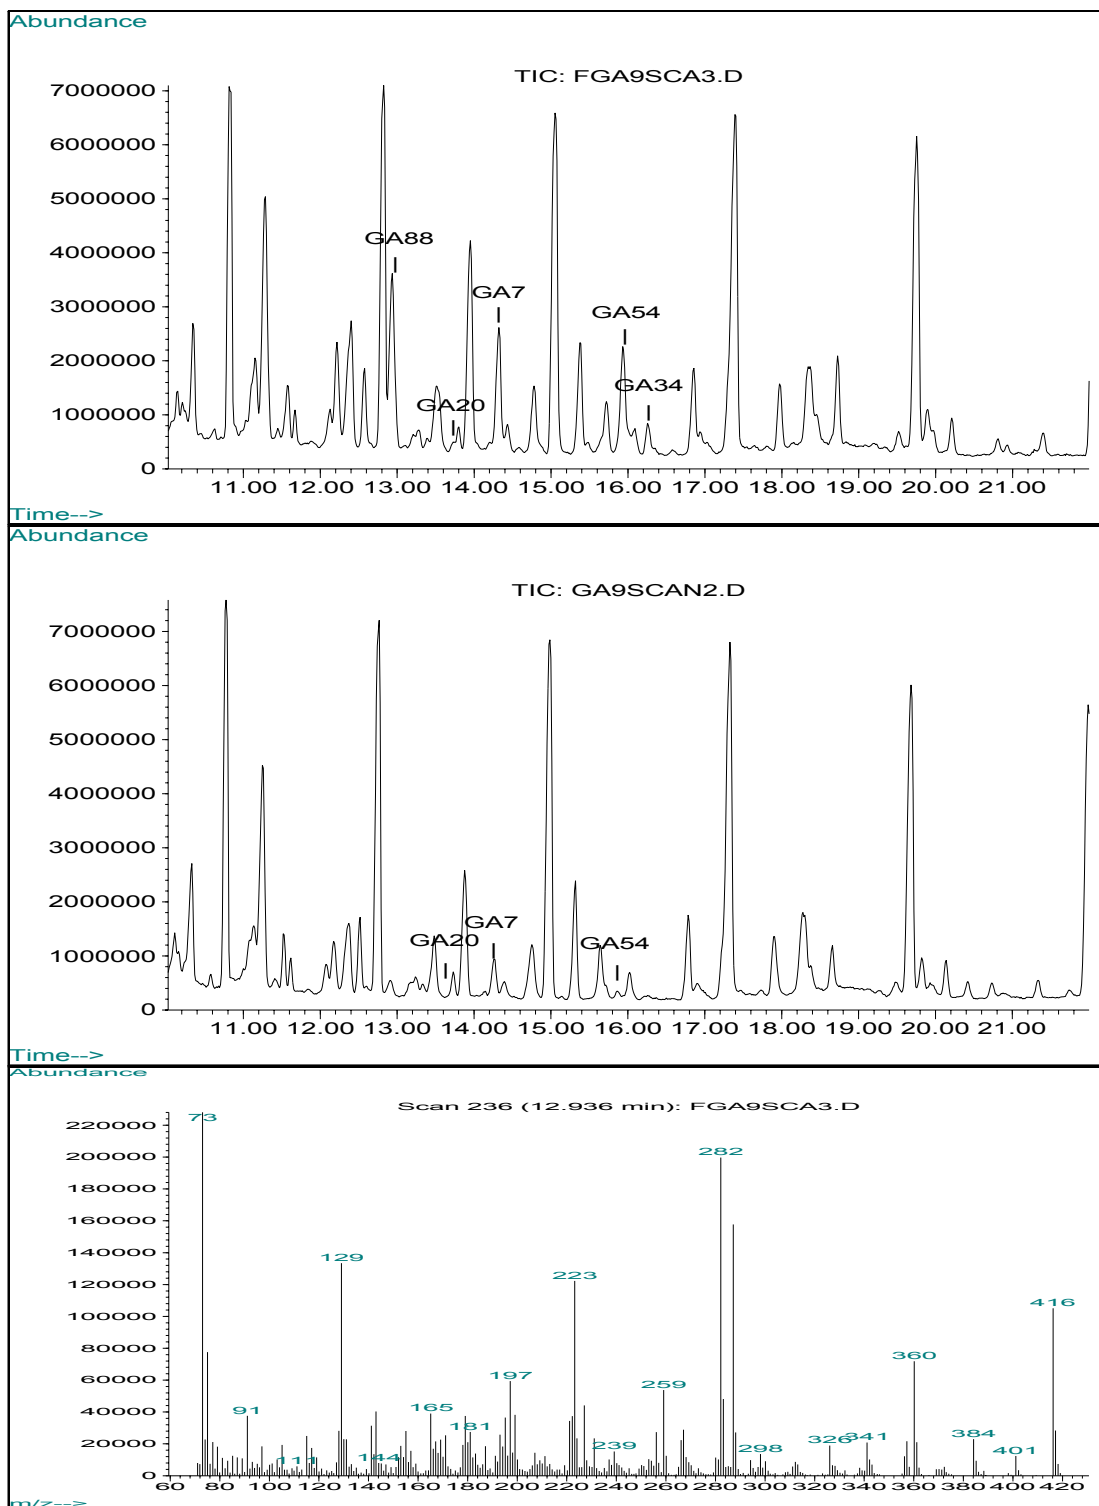 Abundance
TIC: FGA9SCA3.D
7000000
6000000
5000000
GA88
4000000
GA7
3000000
GA54
2000000
GA34
GA20
1000000
0
11.00 12.00 13.00 14.00 15.00 16.00 17.00 18.00 19.00 20.00 21.00
Time-->
Abundance
TIC: GA9SCAN2.D
7000000
6000000
5000000
4000000
3000000
2000000
GA7
GA20 GA54
1000000
0
11.00 12.00 13.00 14.00 15.00 16.00 17.00 18.00 19.00 20.00 21.00
Time-->
Abundance
Scan 236 (12.936 min): FGA9SCA3.D
73
220000
282
200000
180000
160000
129
140000
223
120000
416
100000
80000
360
197
60000
259
91 165
40000
181
341
384
239 298 326 401
20000
111 144
0
60 80 100 120 140 160 180 200 220 240 260 280 300 320 340 360 380 400 420
m/z-->